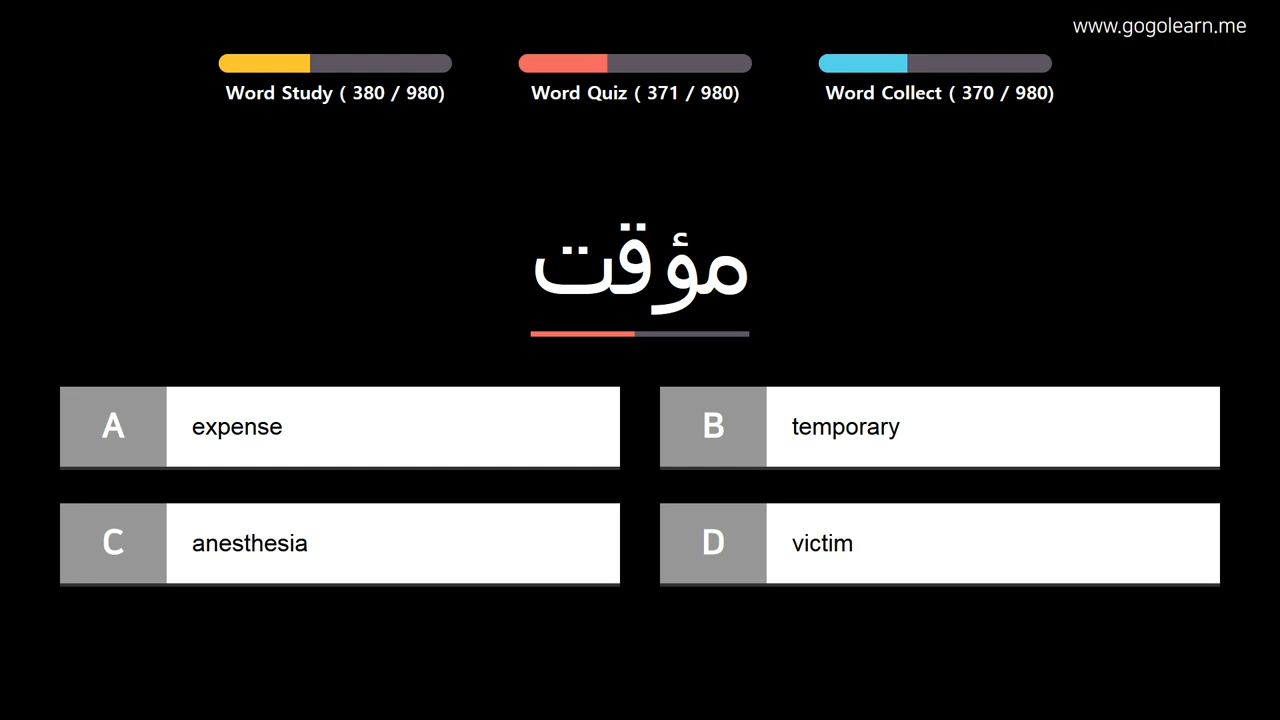 www.gogolearn.me
Word Study ( 380 / 980)
Word Quiz ( 371 / 980)
Word Collect ( 370 / 980)
مؤقت
A expense
B temporary
C anesthesia
D victim